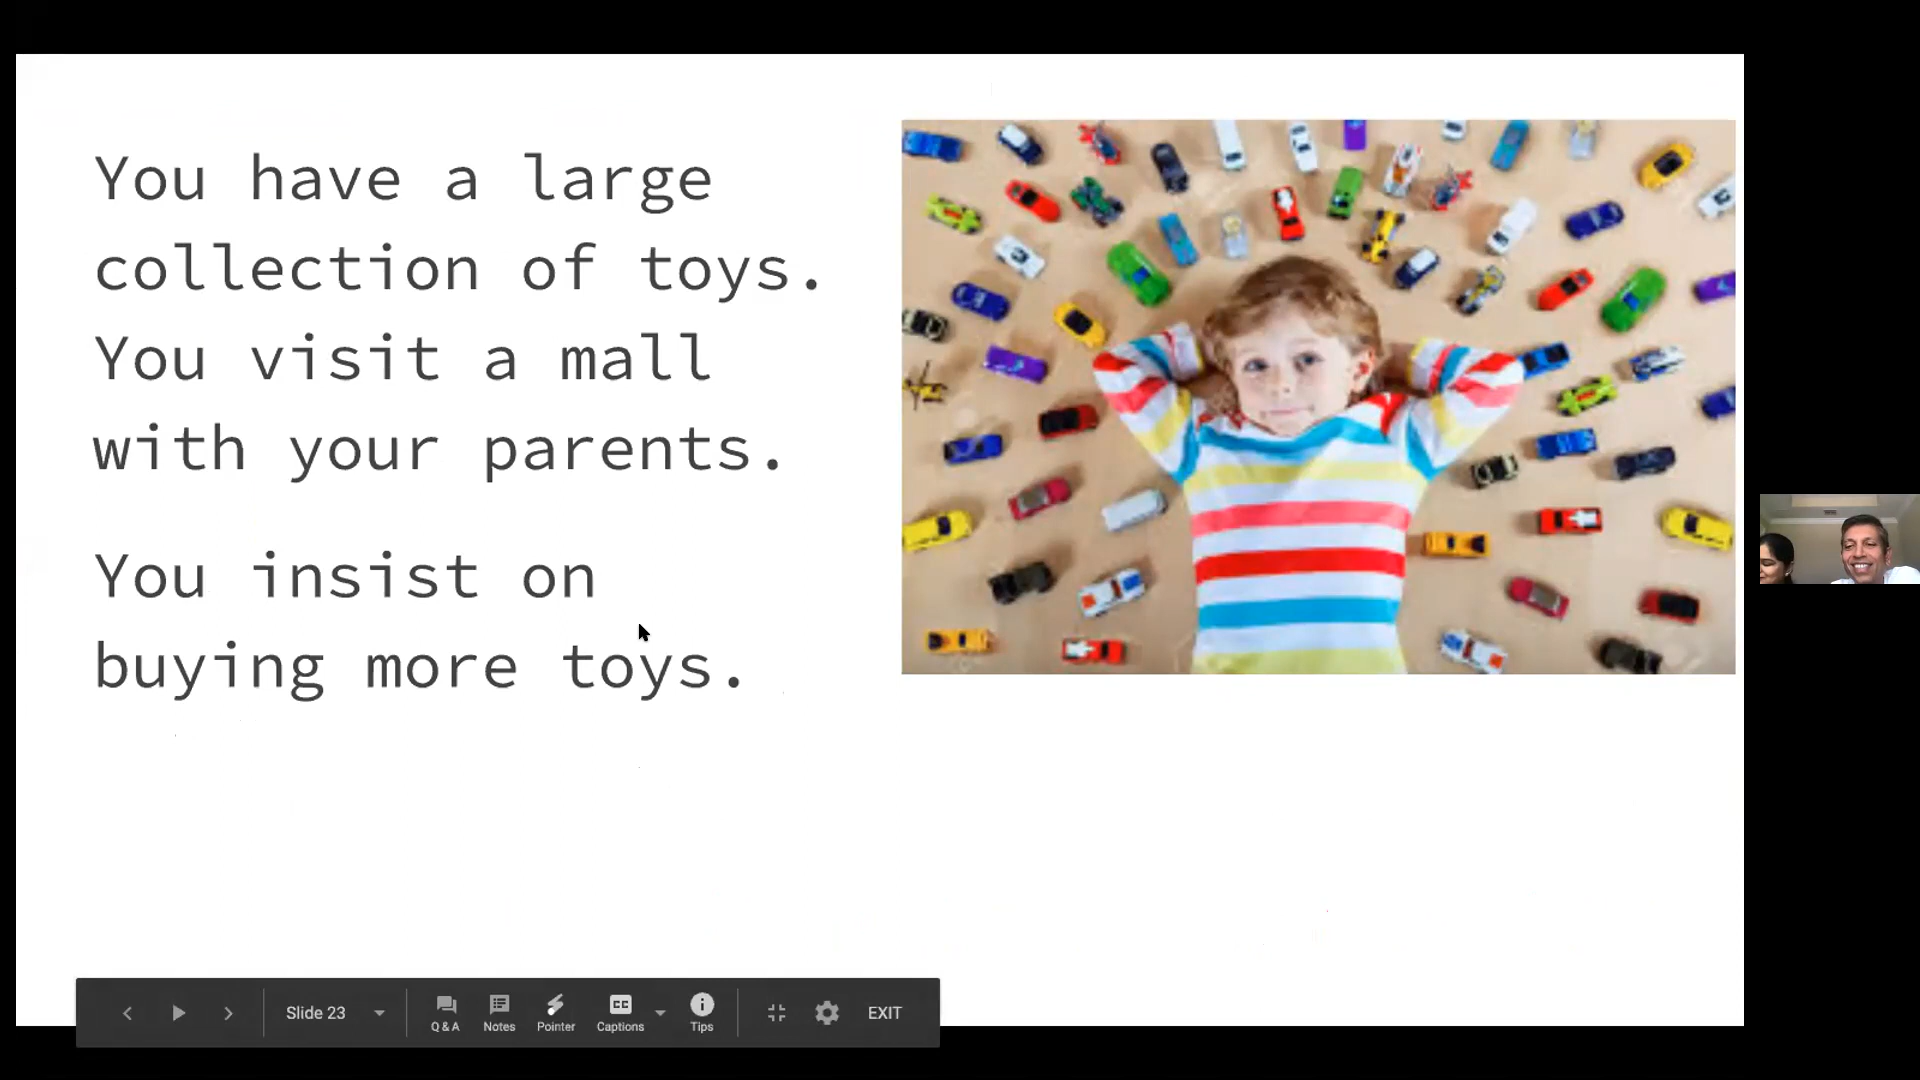 You have a large
collection of toys.
You visit a mall
with your parents.
You insist on
buying more toys.
Slide 23
Q & A
Notes
Pointer
CC
Captions
Tips
EXIT